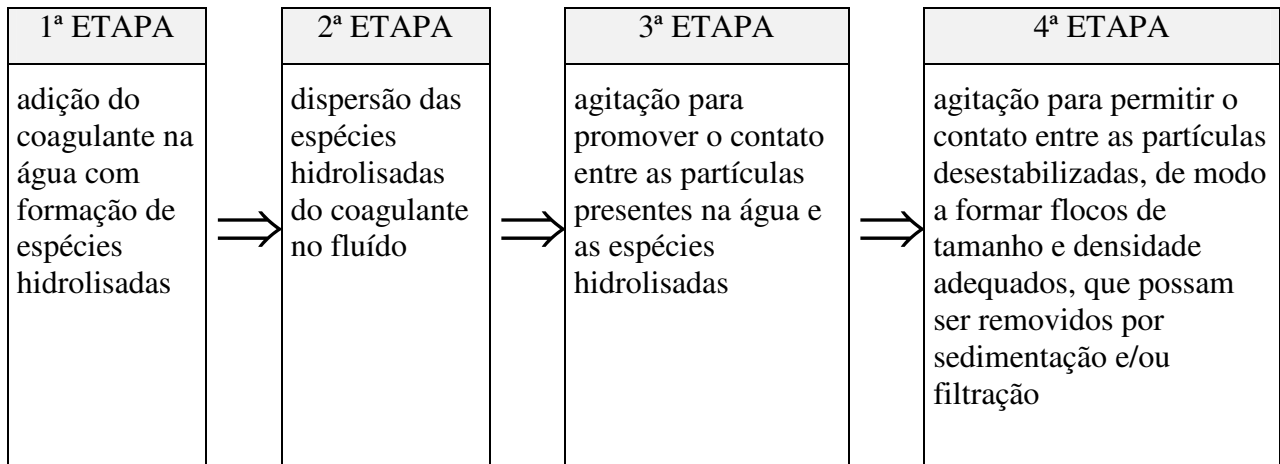 1ª ETAPA
adição do
coagulante na
água com
formação de
espécies
hidrolisadas
2ª ETAPA
dispersão das
espécies
hidrolisadas
do coagulante
no fluído
3ª ETAPA
agitação para
promover o contato
entre as partículas
presentes na água e
as espécies
hidrolisadas
4ª ETAPA
agitação para permitir o
contato entre as partículas
desestabilizadas, de modo
a formar flocos de
tamanho e densidade
adequados, que possam
ser removidos por
sedimentação e/ou
filtração